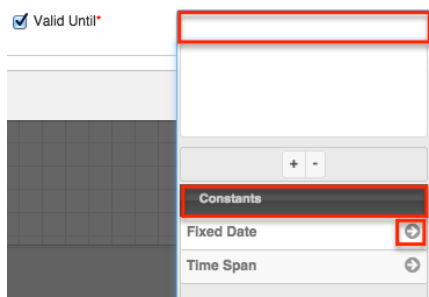 Valid Until*
+ -
Constants
Fixed Date
Time Span